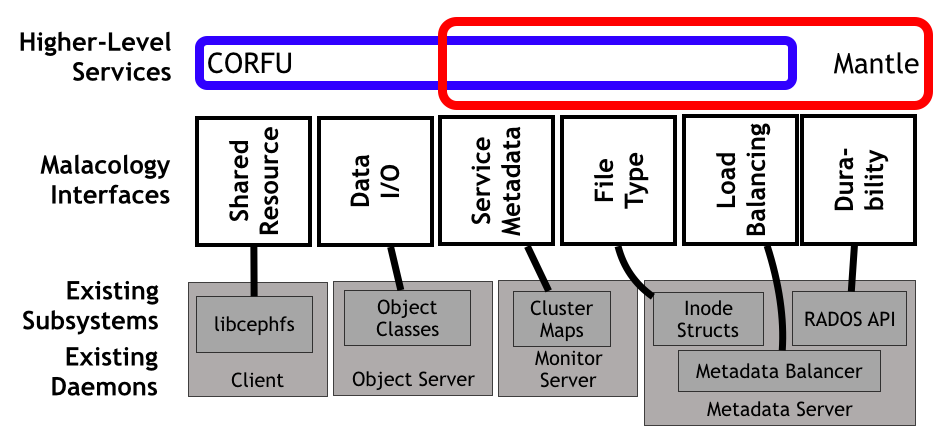 Higher-Level
Services
CORFU
Mantle
Malacology
Interfaces
Shared
Resource
Data
I/O
Service
Metadata
File
Type
Load
Balancing
Dura-
bility
Existing
Subsystems
libcephfs
Object
Classes
Cluster
Maps
Inode
Structs
RADOS API
Existing
Daemons
Client
Object Server
Monitor
Server
Metadata Balancer
Metadata Server